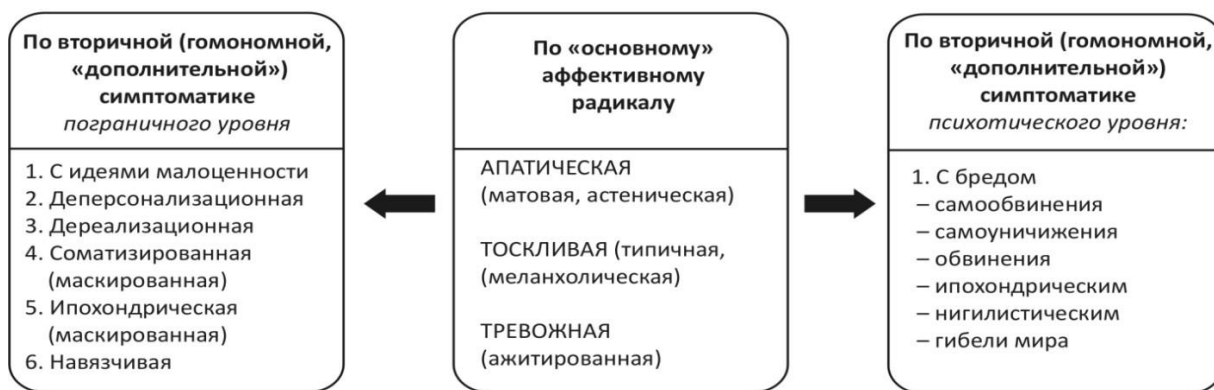 По вторичной (гомономной,
«дополнительной»)
симптоматике
пограничного уровня
1. С идеями малоценности
2. Деперсонализационная
3. Дереализационная
4. Соматизированная
(маскированная)
5. Ипохондрическая
(маскированная)
6. Навязчивая
По «основному»
аффективному
радикалу
АПАТИЧЕСКАЯ
(матовая, астеническая)
ТОСКЛИВАЯ (типичная,
(меланхолическая)
ТРЕВОЖНАЯ
(ажитированная)
По вторичной (гомономной,
«дополнительной»)
симптоматике
психотического уровня:
1. С бредом
– самообвинения
– самоуничижения
– обвинения
– ипохондрическим
– нигилистическим
– гибели мира